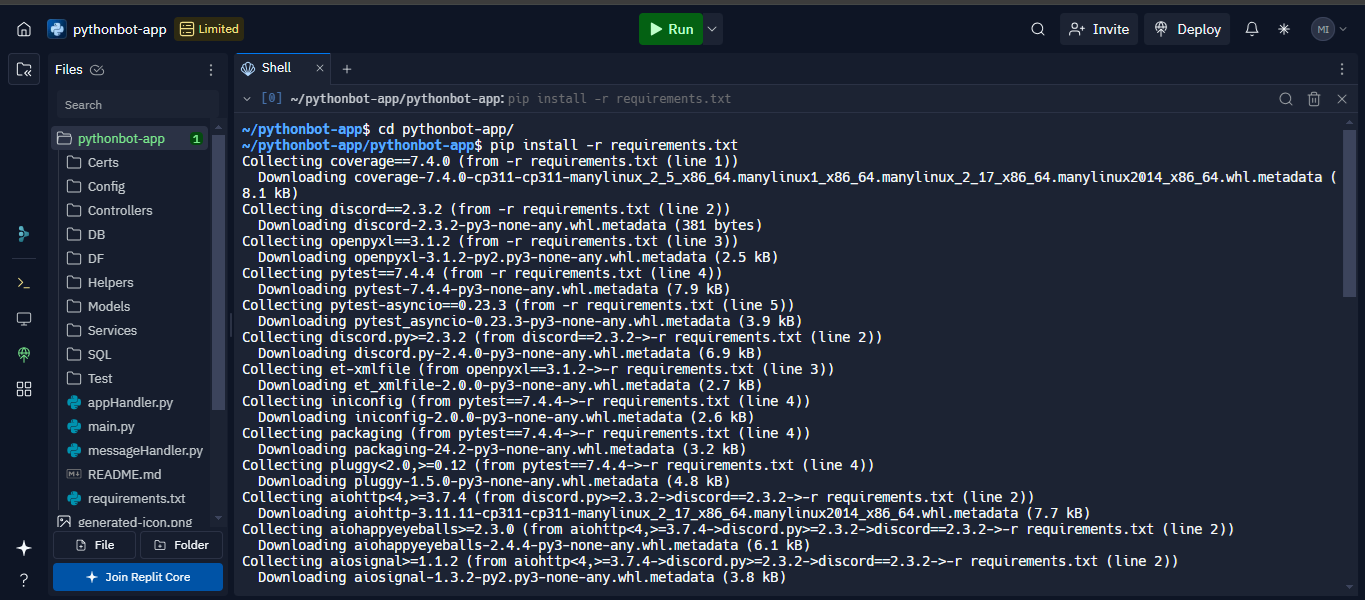 pythonbot-app
Limited
Run
Invite
Deploy
MI
Files
Search
pythonbot-app 1
Certs
Config
Controllers
DB
DF
Helpers
Models
Services
SQL
Test
appHandler.py
main.py
messageHandler.py
README.md
requirements.txt
generated-icon.png
File
Folder
Join Replit Core
Shell
[0] ~/pythonbot-app/pythonbot-app: pip install -r requirements.txt
~/pythonbot-app$ cd pythonbot-app/
~/pythonbot-app/pythonbot-app$ pip install -r requirements.txt
Collecting coverage==7.4.0 (from -r requirements.txt (line 1))
  Downloading coverage-7.4.0-cp311-cp311-manylinux_2_5_x86_64.manylinux1_x86_64.manylinux_2_17_x86_64.manylinux2014_x86_64.whl.metadata (
8.1 kB)
Collecting discord==2.3.2 (from -r requirements.txt (line 2))
  Downloading discord-2.3.2-py3-none-any.whl.metadata (381 bytes)
Collecting openpyxl==3.1.2 (from -r requirements.txt (line 3))
  Downloading openpyxl-3.1.2-py2.py3-none-any.whl.metadata (2.5 kB)
Collecting pytest==7.4.4 (from -r requirements.txt (line 4))
  Downloading pytest-7.4.4-py3-none-any.whl.metadata (7.9 kB)
Collecting pytest-asyncio==0.23.3 (from -r requirements.txt (line 5))
  Downloading pytest_asyncio-0.23.3-py3-none-any.whl.metadata (3.9 kB)
Collecting discord.py>=2.3.2 (from discord==2.3.2->-r requirements.txt (line 2))
  Downloading discord.py-2.4.0-py3-none-any.whl.metadata (6.9 kB)
Collecting et-xmlfile (from openpyxl==3.1.2->-r requirements.txt (line 3))
  Downloading et_xmlfile-2.0.0-py3-none-any.whl.metadata (2.7 kB)
Collecting iniconfig (from pytest==7.4.4->-r requirements.txt (line 4))
  Downloading iniconfig-2.0.0-py3-none-any.whl.metadata (2.6 kB)
Collecting packaging (from pytest==7.4.4->-r requirements.txt (line 4))
  Downloading packaging-24.2-py3-none-any.whl.metadata (3.2 kB)
Collecting pluggy<2.0,>=0.12 (from pytest==7.4.4->-r requirements.txt (line 4))
  Downloading pluggy-1.5.0-py3-none-any.whl.metadata (4.8 kB)
Collecting aiohttp<4,>=3.7.4 (from discord.py>=2.3.2->discord==2.3.2->-r requirements.txt (line 2))
  Downloading aiohttp-3.11.11-cp311-cp311-manylinux_2_17_x86_64.manylinux2014_x86_64.whl.metadata (7.7 kB)
Collecting aiohappyeyeballs>=2.3.0 (from aiohttp<4,>=3.7.4->discord.py>=2.3.2->discord==2.3.2->-r requirements.txt (line 2))
  Downloading aiohappyeyeballs-2.4.4-py3-none-any.whl.metadata (6.1 kB)
Collecting aiosignal>=1.1.2 (from aiohttp<4,>=3.7.4->discord.py>=2.3.2->discord==2.3.2->-r requirements.txt (line 2))
  Downloading aiosignal-1.3.2-py2.py3-none-any.whl.metadata (3.8 kB)